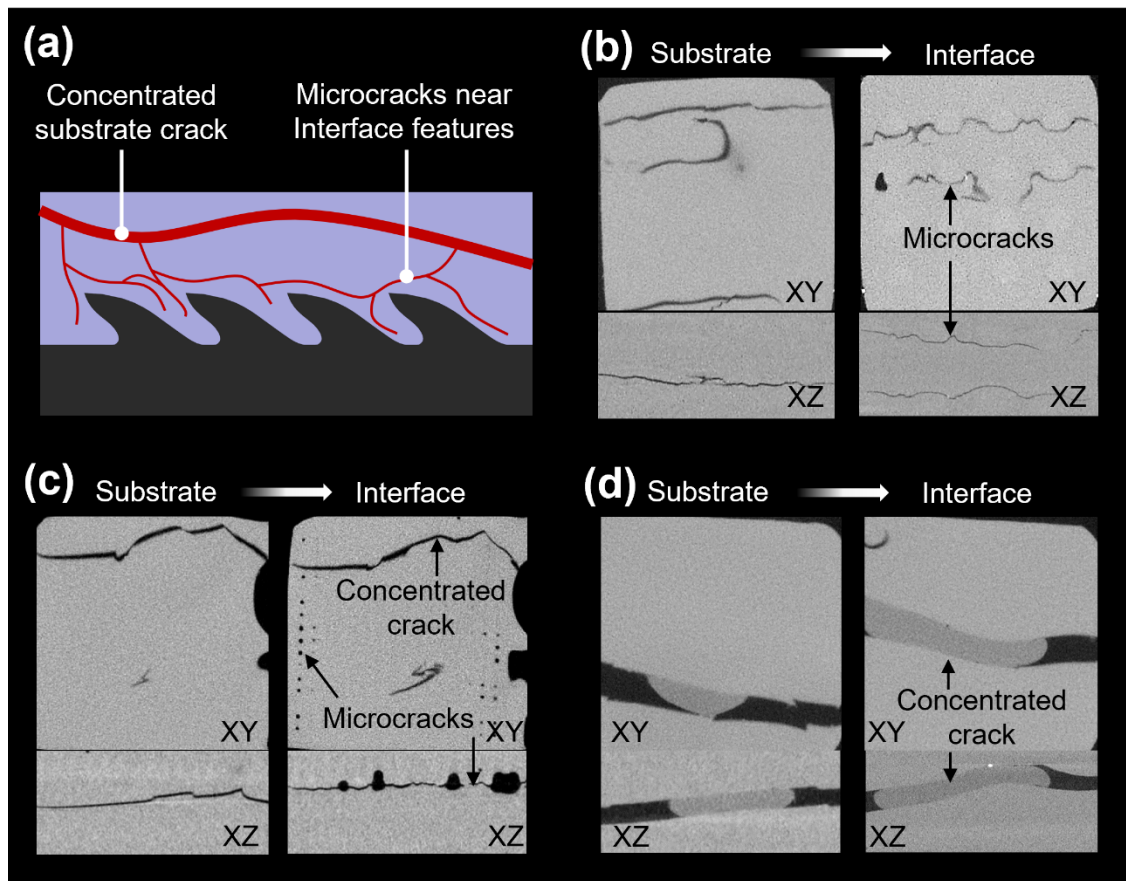 (a)
Concentrated
substrate crack
Microcracks near
Interface features
(b)
Substrate
Interface
Microcracks
XY
XY
XZ
XZ
(c)
Substrate
Interface
Concentrated
crack
Microcracks
XY
XY
XZ
XZ
(d)
Substrate
Interface
Concentrated
crack
XY
XY
XZ
XZ